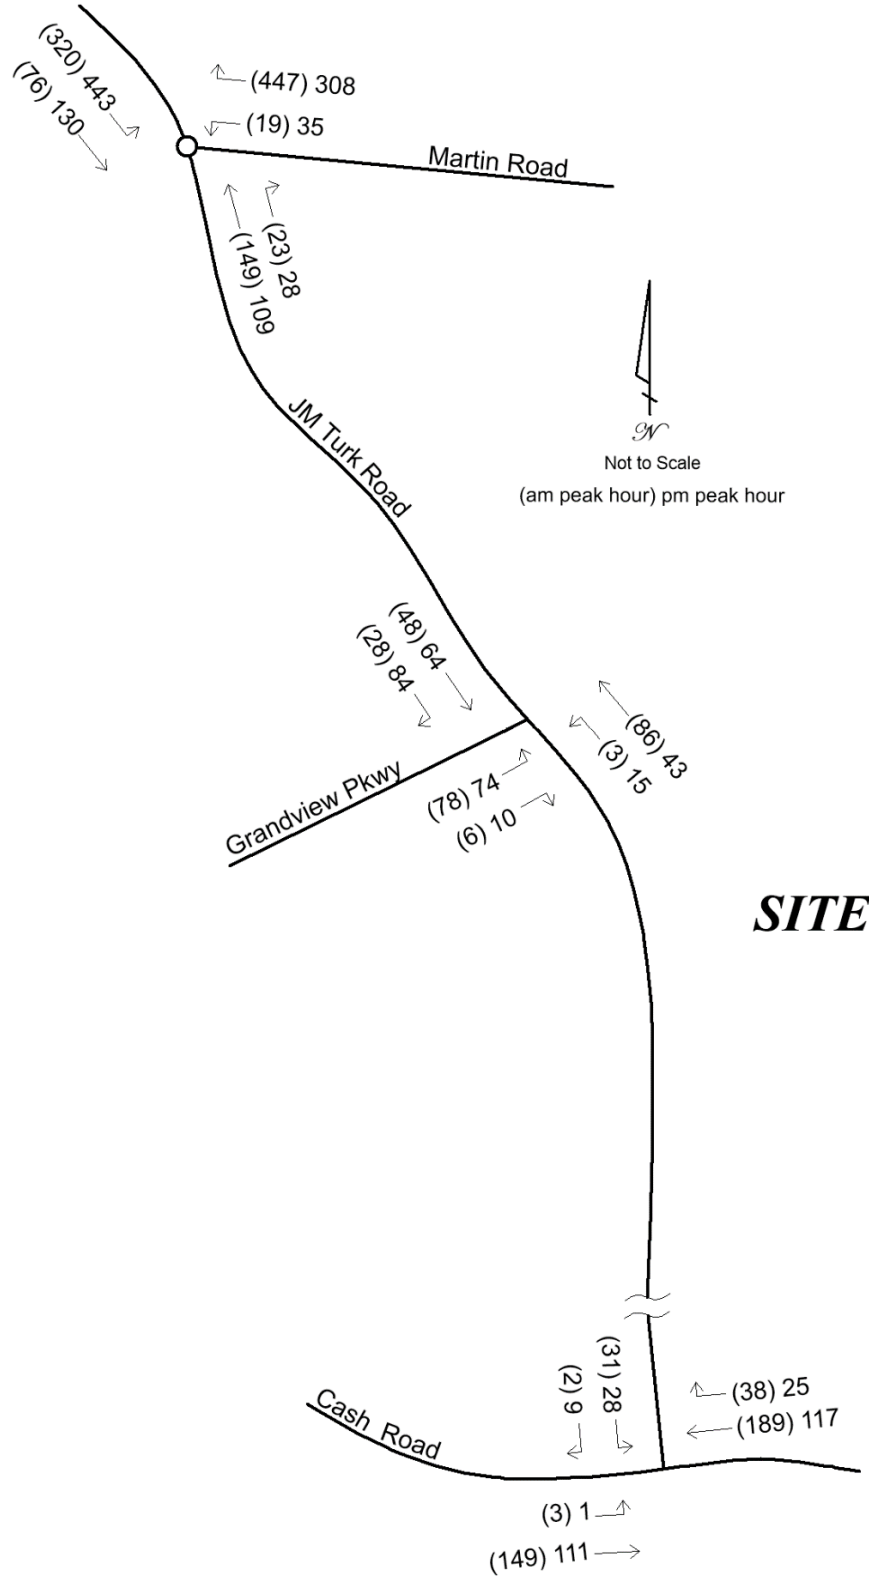 (320) 443
(76) 130
(447) 308
(19) 35
Martin Road
(23) 28
(149) 109
JM Turk Road
N
Not to Scale
(am peak hour) pm peak hour
(48) 64
(28) 84
(86) 43
(3) 15
Grandview Pkwy
(78) 74
(6) 10
SITE
(31) 28
(2) 9
(38) 25
(189) 117
Cash Road
(3) 1
(149) 111